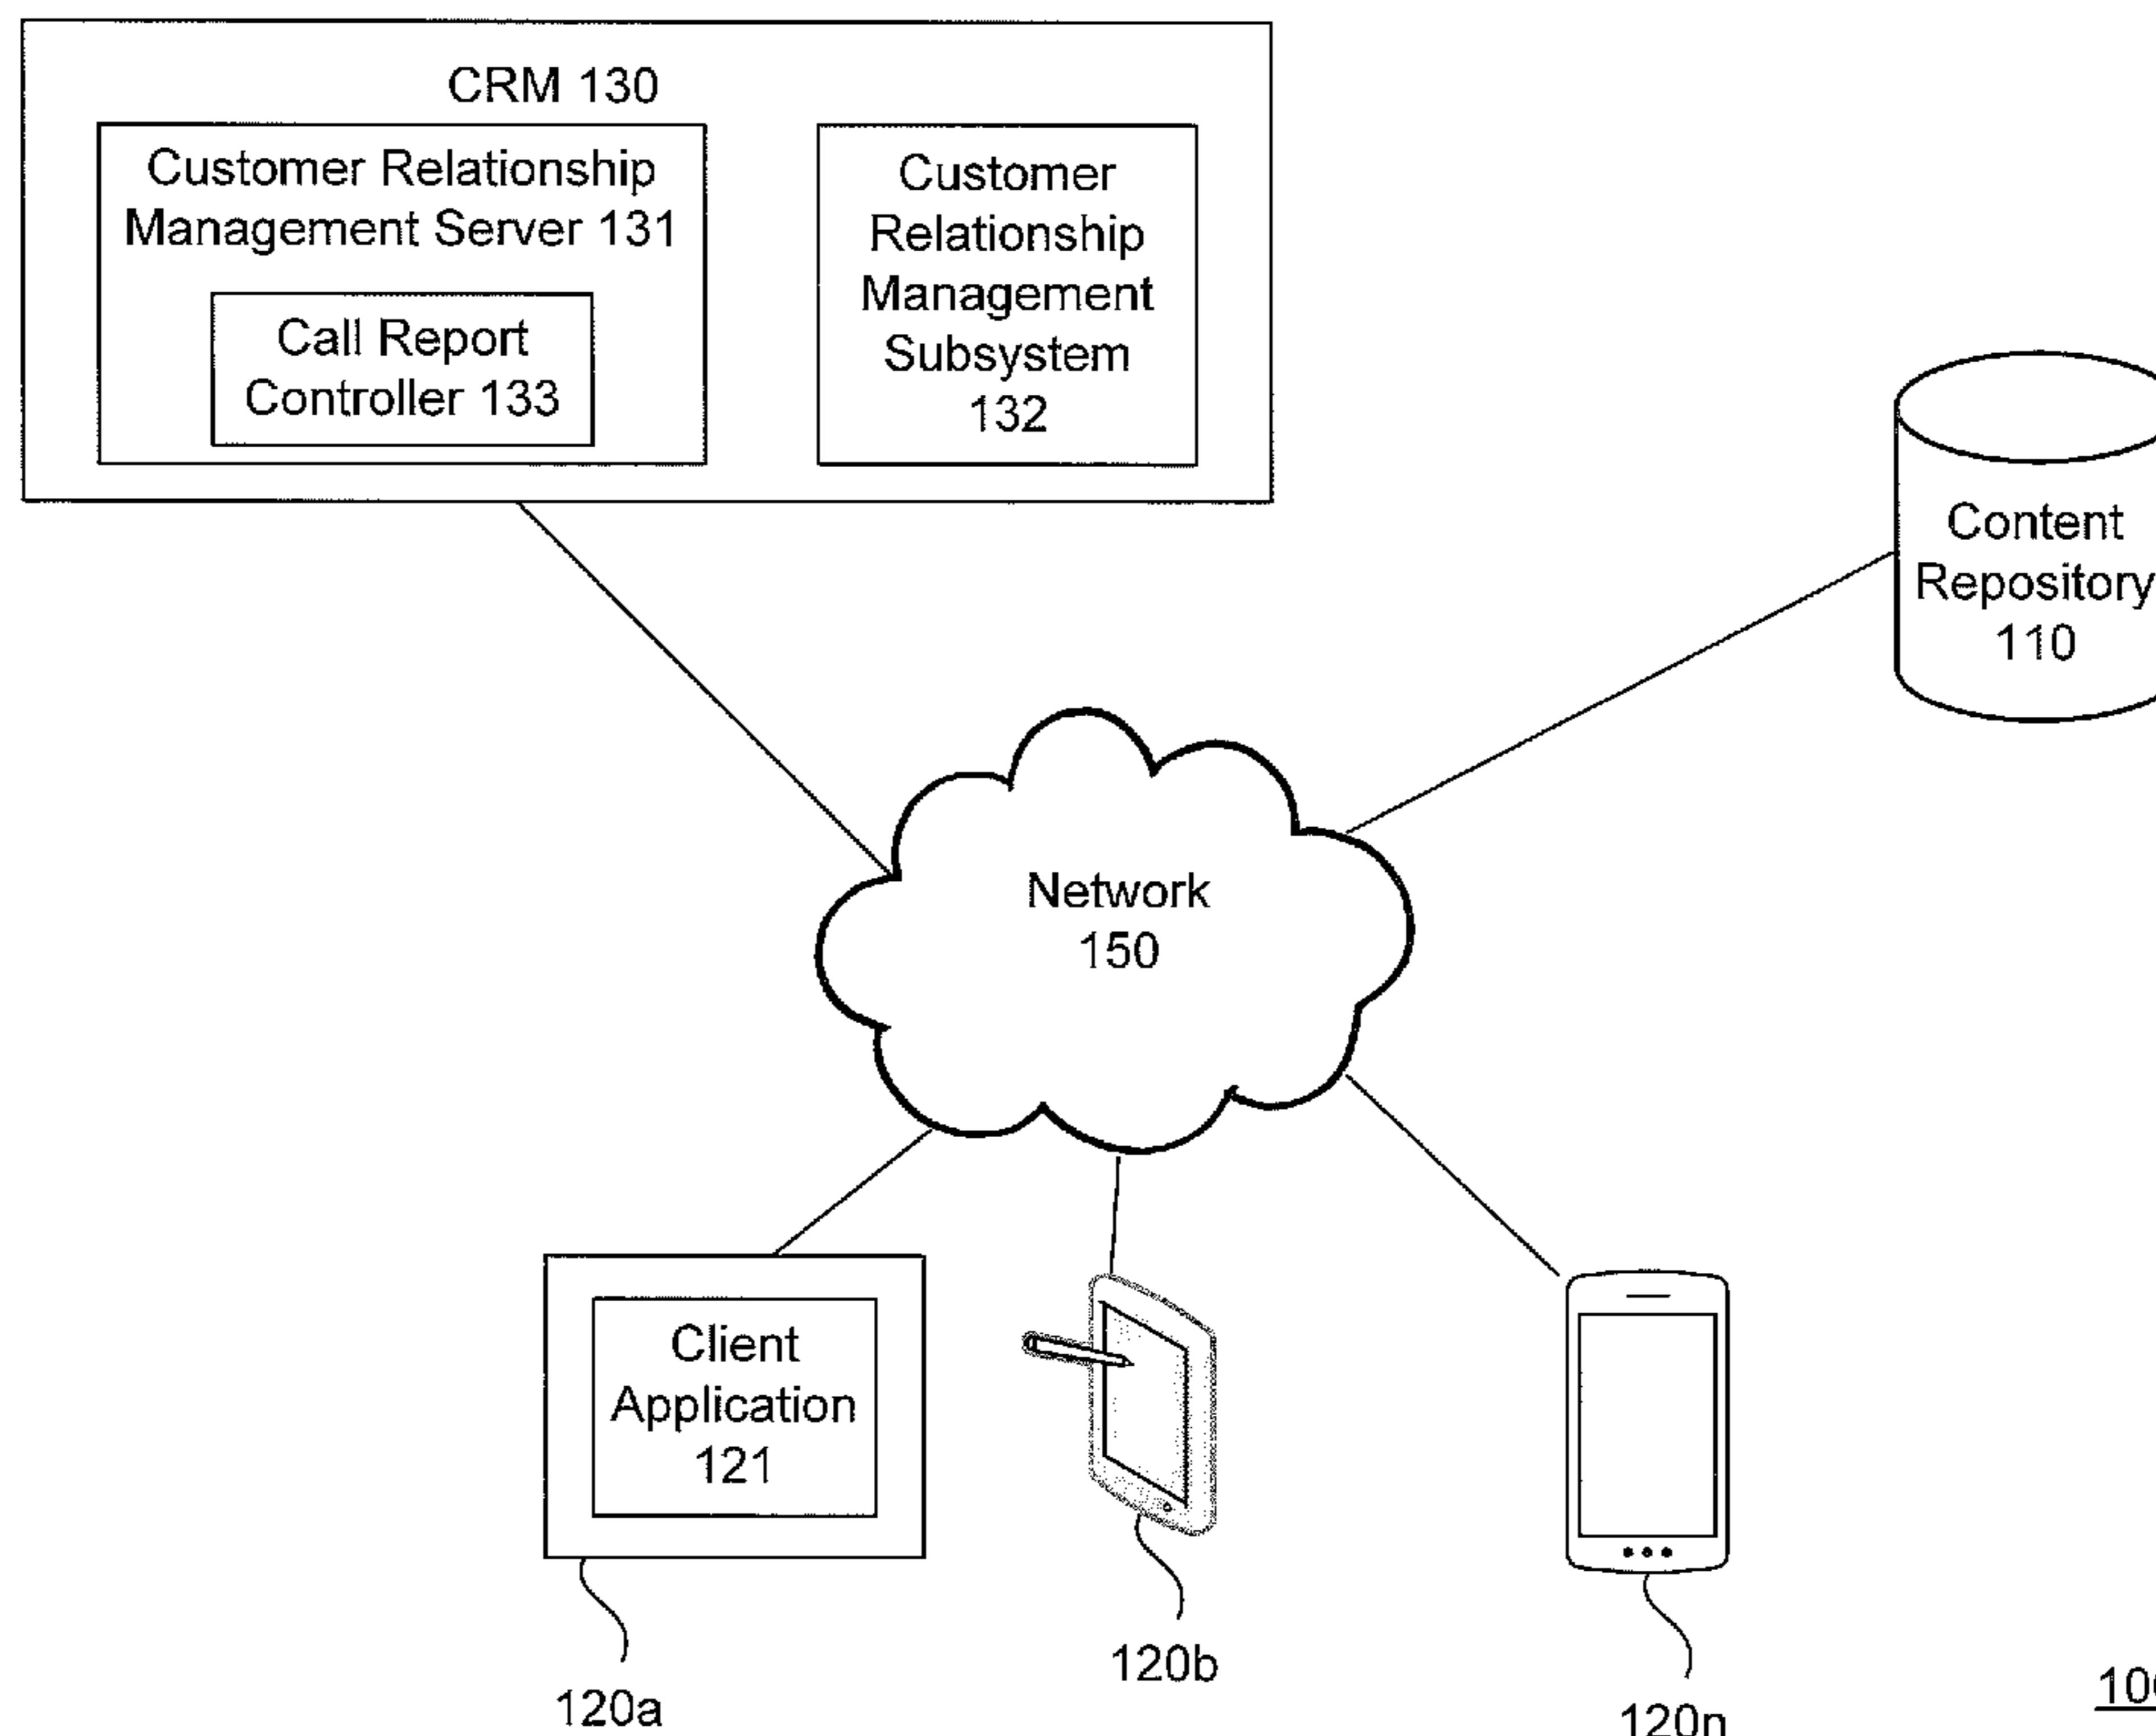 CRM 130
Customer Relationship
Management Server 131
Call Report
Controller 133
Customer
Relationship
Management
Subsystem
132
Content
Repository
110
Network
150
Client
Application
121
120a
120b
120n